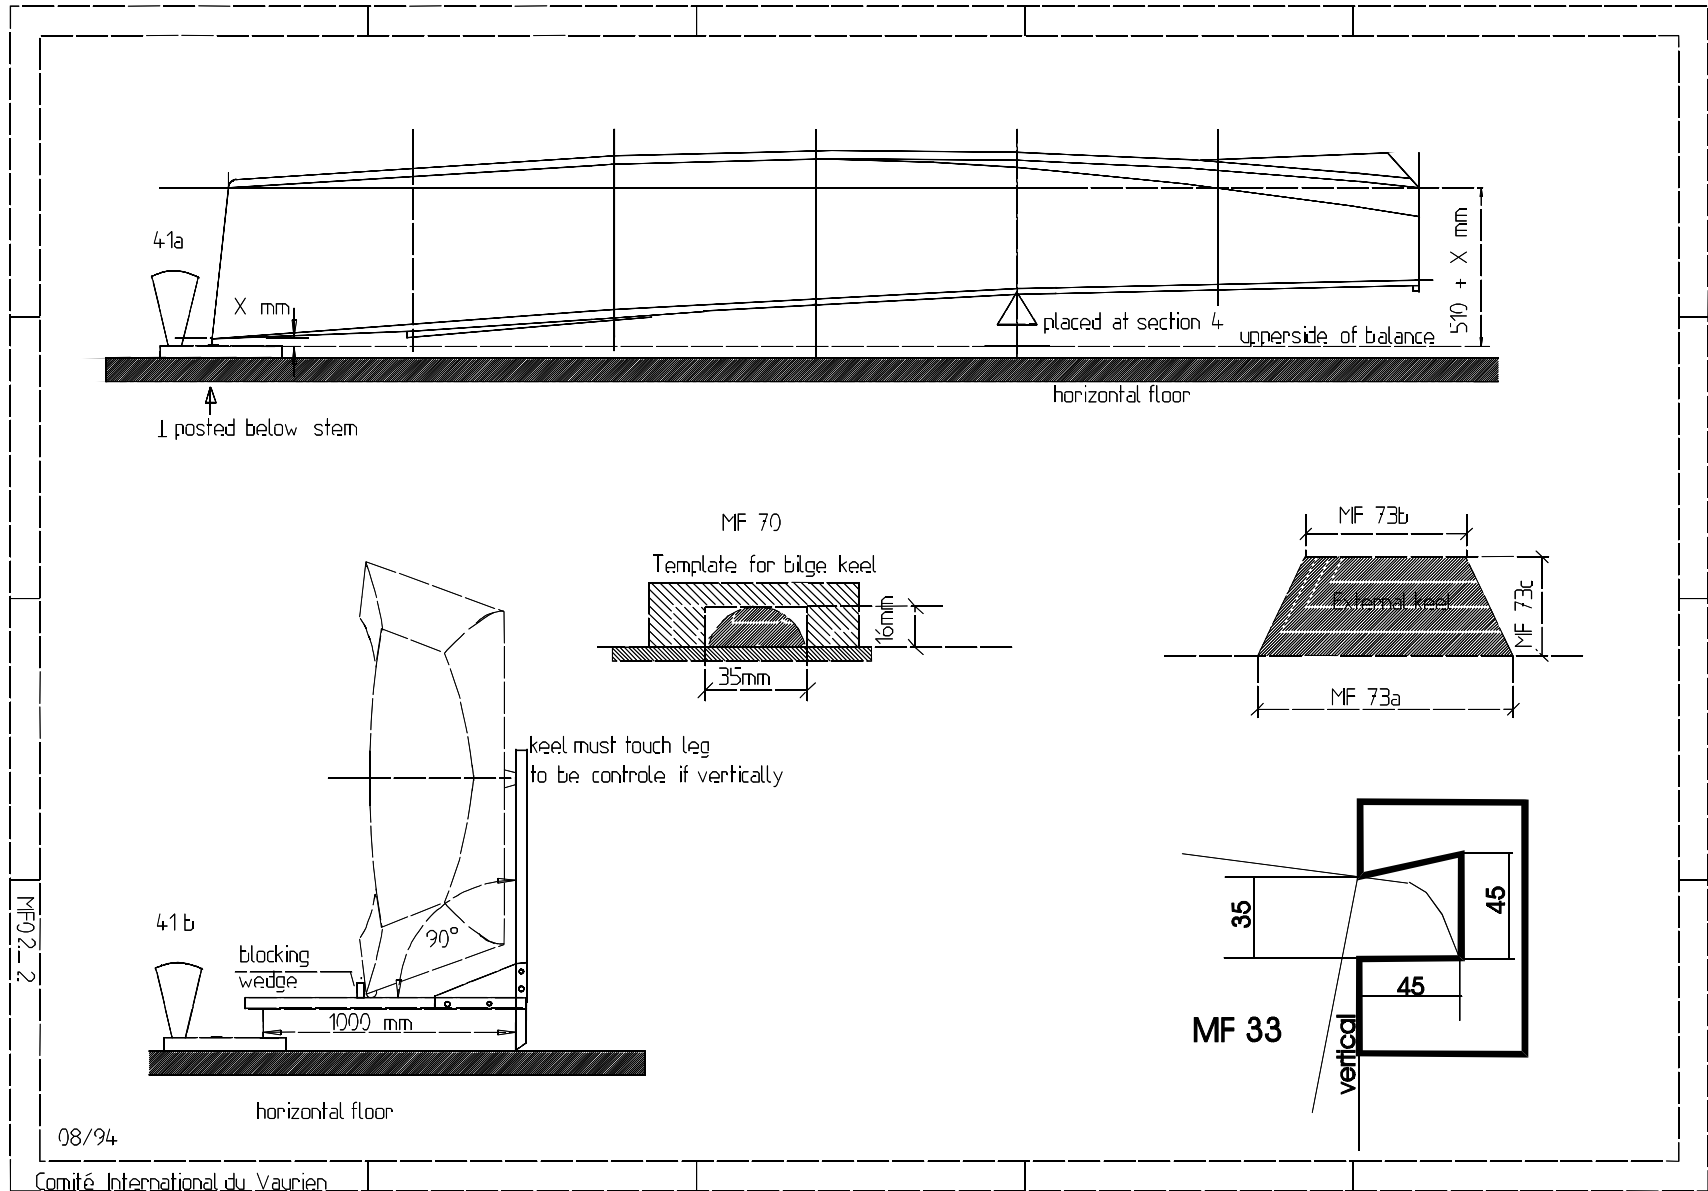 41a
X mm
510 + X mm
placed at section 4
upperside of balance
horizontal floor
posted below stem
MF 70
Template for bilge keel
16mm
35mm
MF 73b
External keel
MF 73c
MF 73a
keel must touch leg
to be controle if vertically
90°
41b
blocking
wedge
1000 mm
horizontal floor
35
45
45
MF 33
vertical
MF02_2
08/94
Comité International du Vaurien